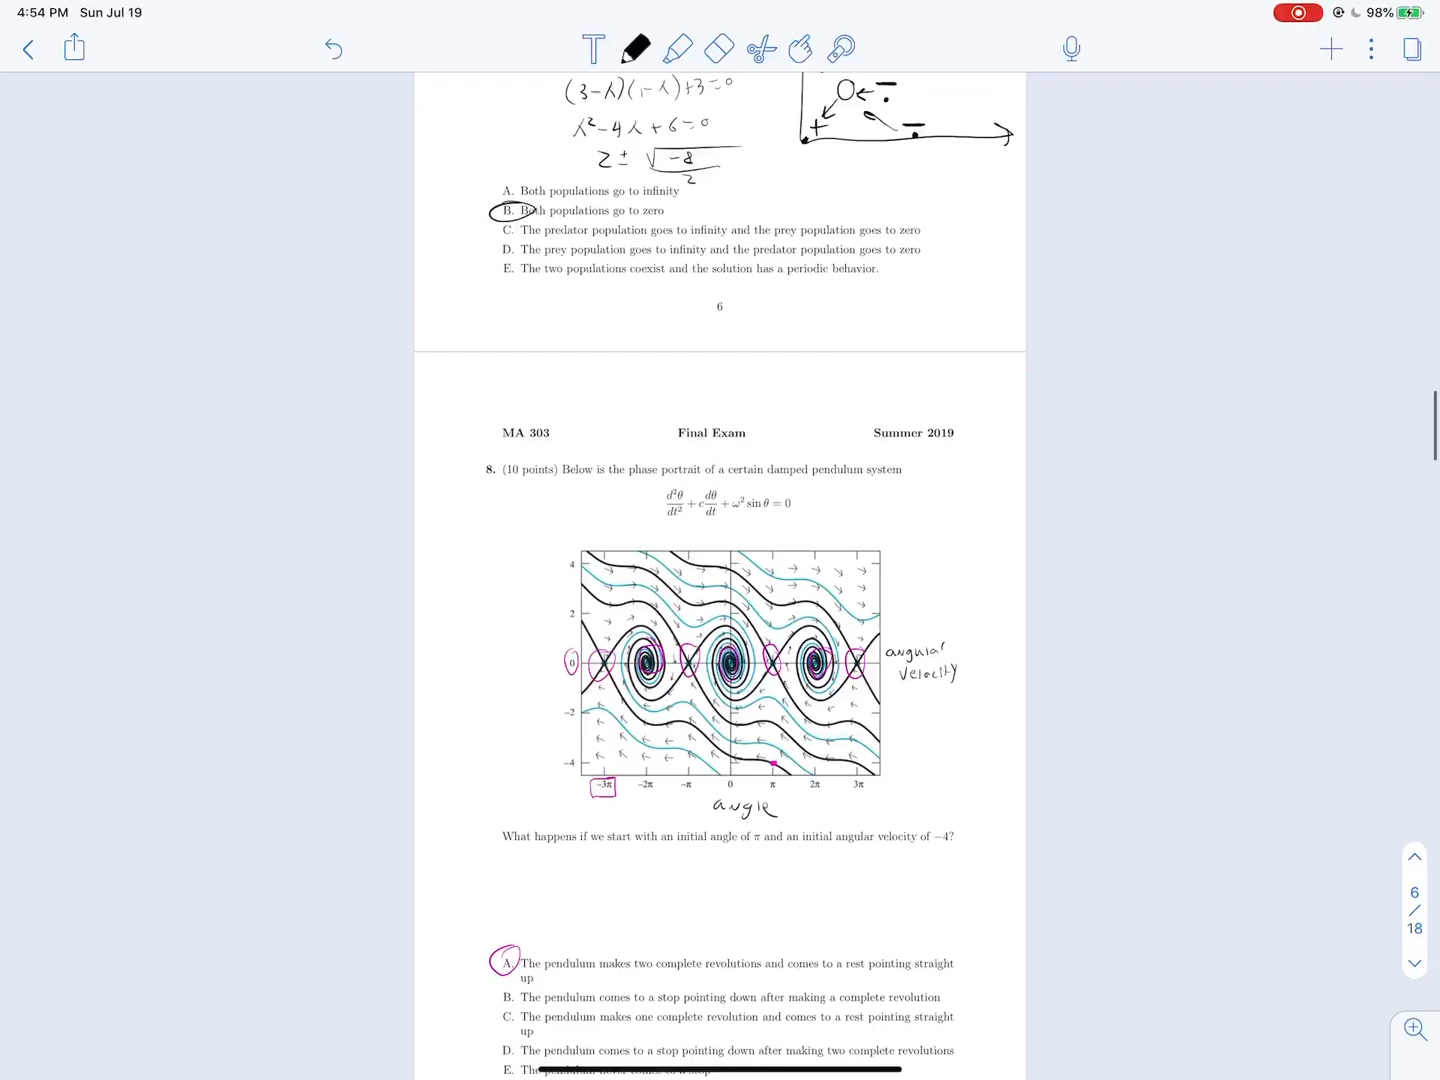 4:54 PM Sun Jul 19
98%
(3-λ)(1-λ)+3=0
λ²-4λ+6=0
2 ± √-8 / 2
A. Both populations go to infinity
B. Both populations go to zero
C. The predator population goes to infinity and the prey population goes to zero
D. The prey population goes to infinity and the predator population goes to zero
E. The two populations coexist and the solution has a periodic behavior.
6
MA 303 Final Exam Summer 2019
8. (10 points) Below is the phase portrait of a certain damped pendulum system
d²θ/dt² + c dθ/dt + ω² sin θ = 0
4
2
0
-2
-4
angular
velocity
-3π -2π -π 0 π 2π 3π
angle
What happens if we start with an initial angle of π and an initial angular velocity of −4?
A. The pendulum makes two complete revolutions and comes to a rest pointing straight
up
B. The pendulum comes to a stop pointing down after making a complete revolution
C. The pendulum makes one complete revolution and comes to a rest pointing straight
up
D. The pendulum comes to a stop pointing down after making two complete revolutions
E. The
6
/
18